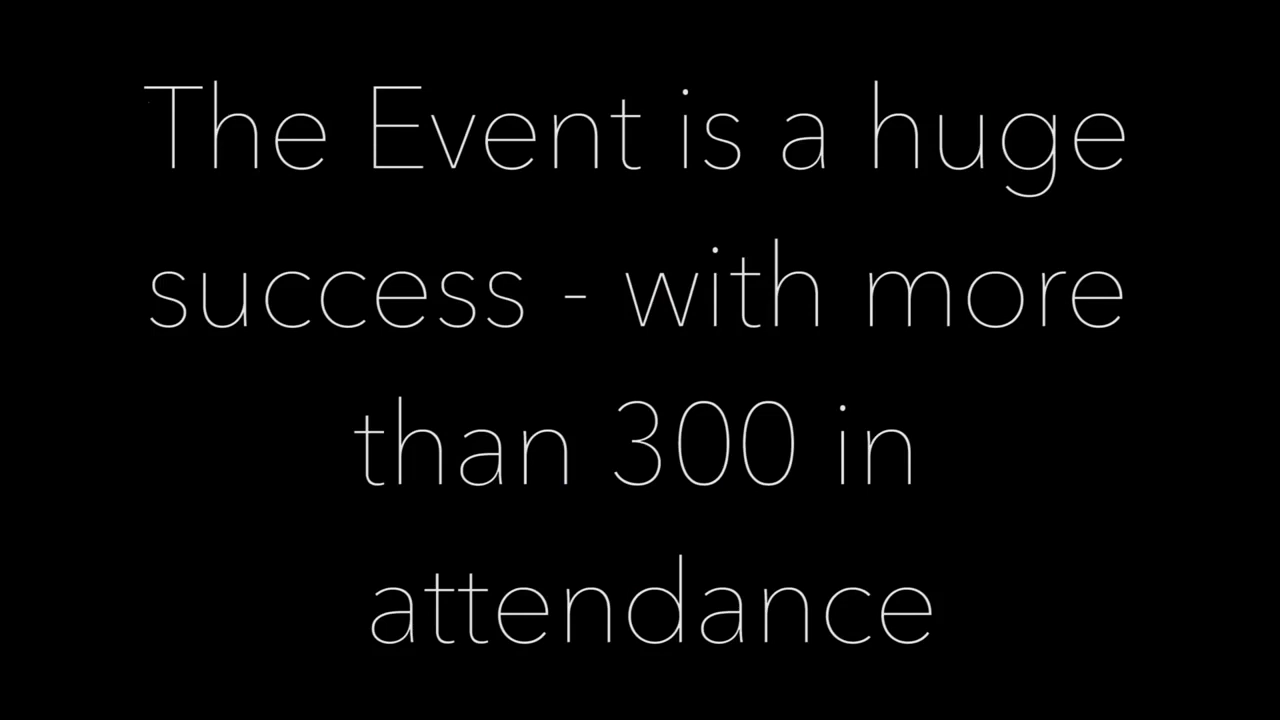 The Event is a huge
success - with more
than 300 in
attendance